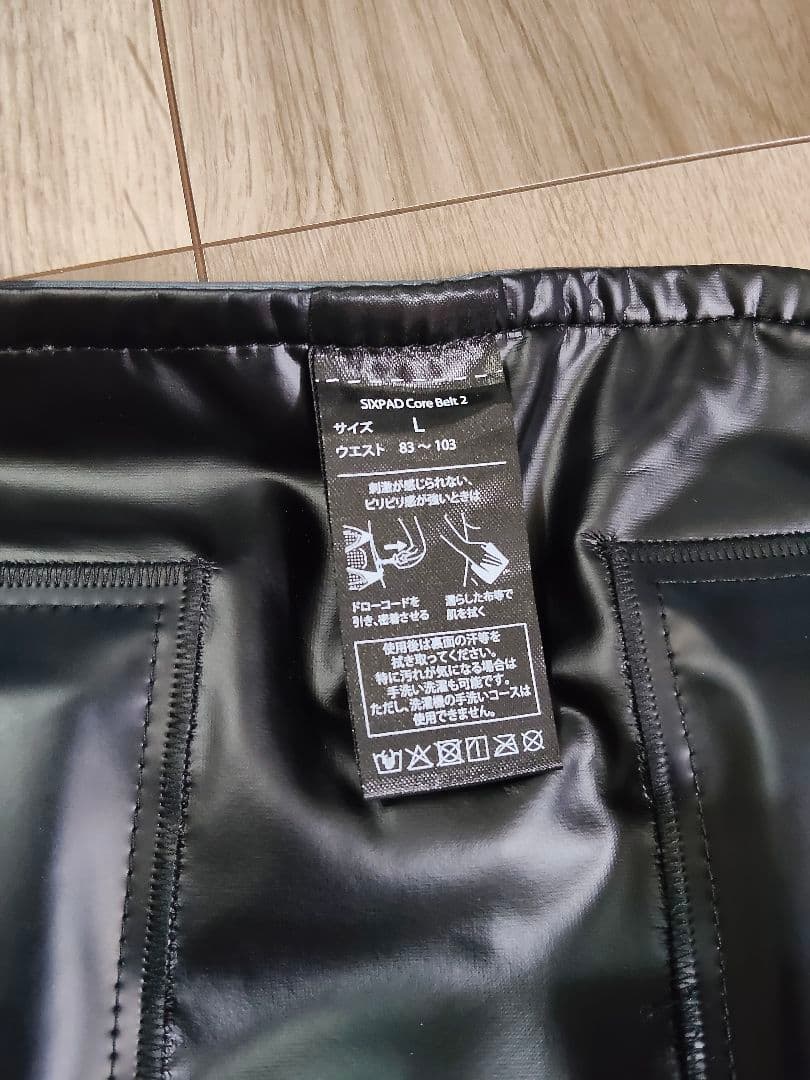 SIXPAD Core Belt 2
サイズ L
ウエスト 83～103
刺激が感じられない、
ピリピリ感が強いときは
ドローコードを
引き、密着させる
濡らした布等で
肌を拭く
使用後は裏面の汗等を
拭き取ってください。
特に汚れが気になる場合は
手洗い洗濯も可能です。
ただし、洗濯機の手洗いコースは
使用できません。